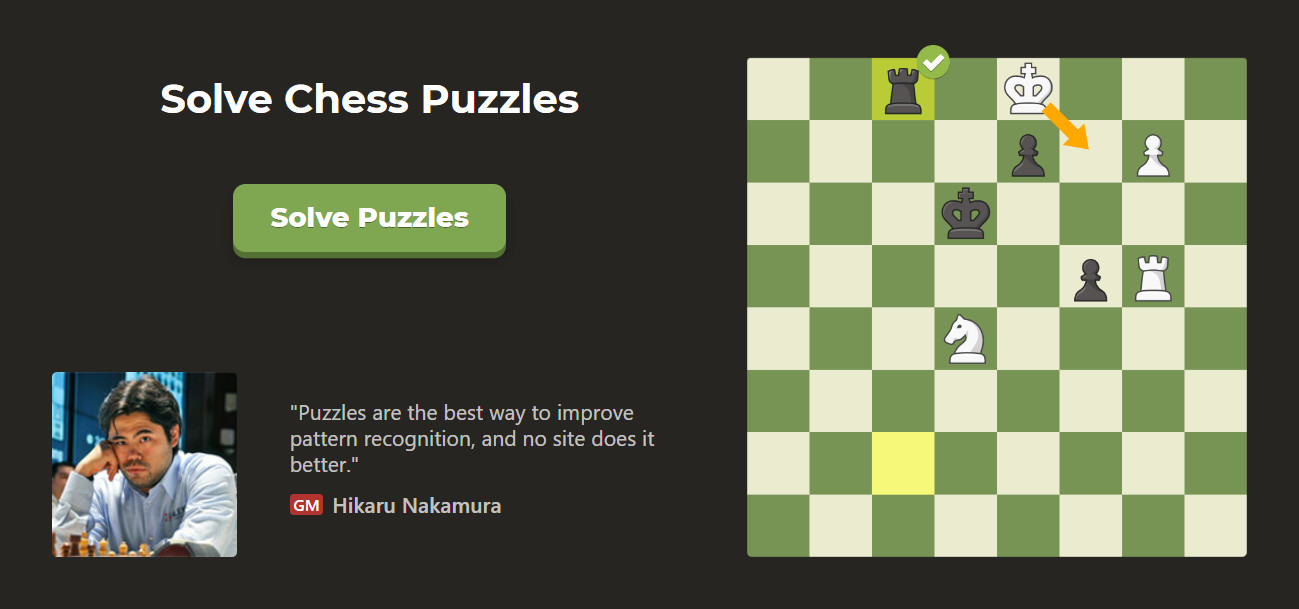 Solve Chess Puzzles
Solve Puzzles
"Puzzles are the best way to improve
pattern recognition, and no site does it
better."
GM Hikaru Nakamura